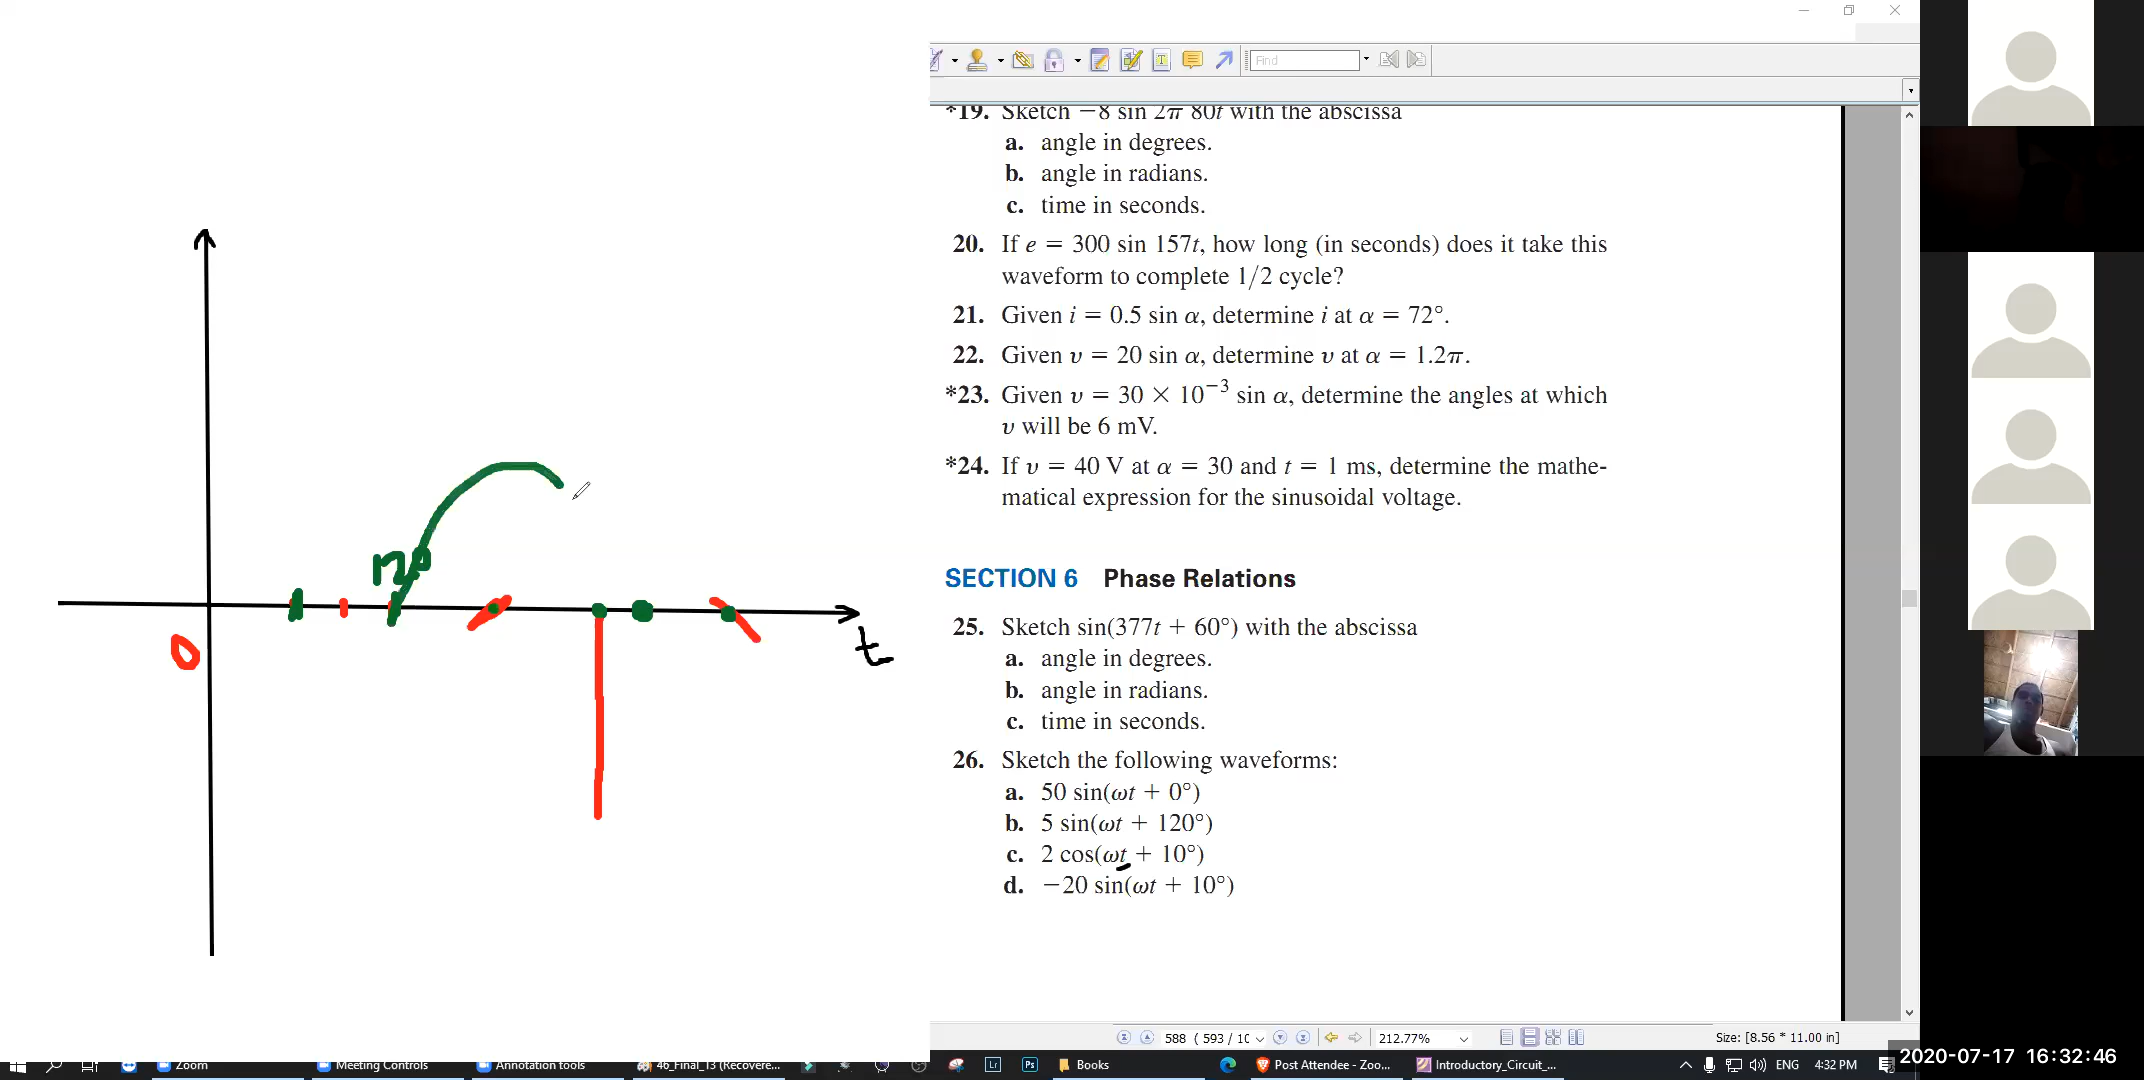 Find
*19. Sketch −8 sin 2π 80t with the abscissa
a. angle in degrees.
b. angle in radians.
c. time in seconds.
20. If e = 300 sin 157t, how long (in seconds) does it take this
waveform to complete 1/2 cycle?
21. Given i = 0.5 sin α, determine i at α = 72°.
22. Given υ = 20 sin α, determine υ at α = 1.2π.
*23. Given υ = 30 × 10⁻³ sin α, determine the angles at which
υ will be 6 mV.
*24. If υ = 40 V at α = 30 and t = 1 ms, determine the mathe-
matical expression for the sinusoidal voltage.
SECTION 6 Phase Relations
25. Sketch sin(377t + 60°) with the abscissa
a. angle in degrees.
b. angle in radians.
c. time in seconds.
26. Sketch the following waveforms:
a. 50 sin(ωt + 0°)
b. 5 sin(ωt + 120°)
c. 2 cos(ωt + 10°)
d. −20 sin(ωt + 10°)
0
t
588 ( 593 / 10
212.77%
Size: [8.56 * 11.00 in]
Zoom
Meeting Controls
Annotation tools
46_Final_13 (Recovere...
Lr
Ps
Books
Post Attendee - Zoo...
Introductory_Circuit_...
ENG
4:32 PM
2020-07-17 16:32:46